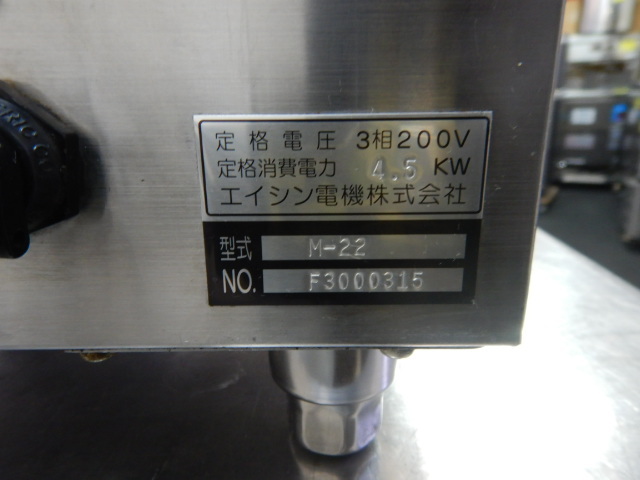 定格電圧 3相200V
定格消費電力 4.5 KW
エイシン電機株式会社
型式 M-22
NO. F3000315